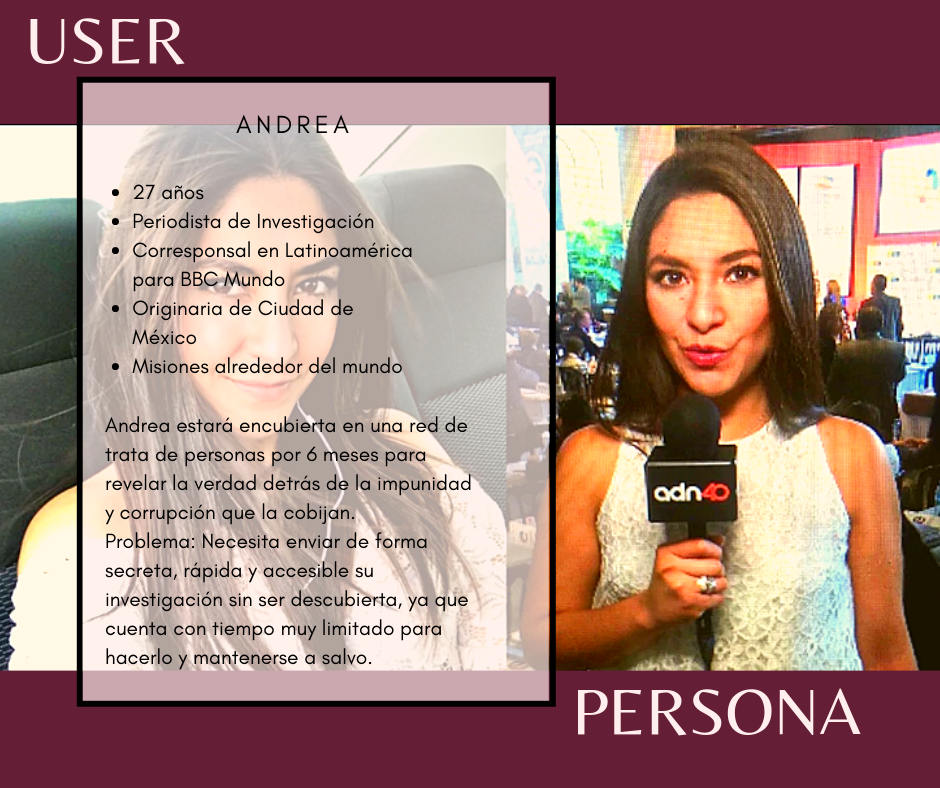 USER
ANDREA
27 años
Periodista de Investigación
Corresponsal en Latinoamérica
para BBC Mundo
Originaria de Ciudad de
México
Misiones alrededor del mundo
Andrea estará encubierta en una red de
trata de personas por 6 meses para
revelar la verdad detrás de la impunidad
y corrupción que la cobijan.
Problema: Necesita enviar de forma
secreta, rápida y accesible su
investigación sin ser descubierta, ya que
cuenta con tiempo muy limitado para
hacerlo y mantenerse a salvo.
adn40
PERSONA